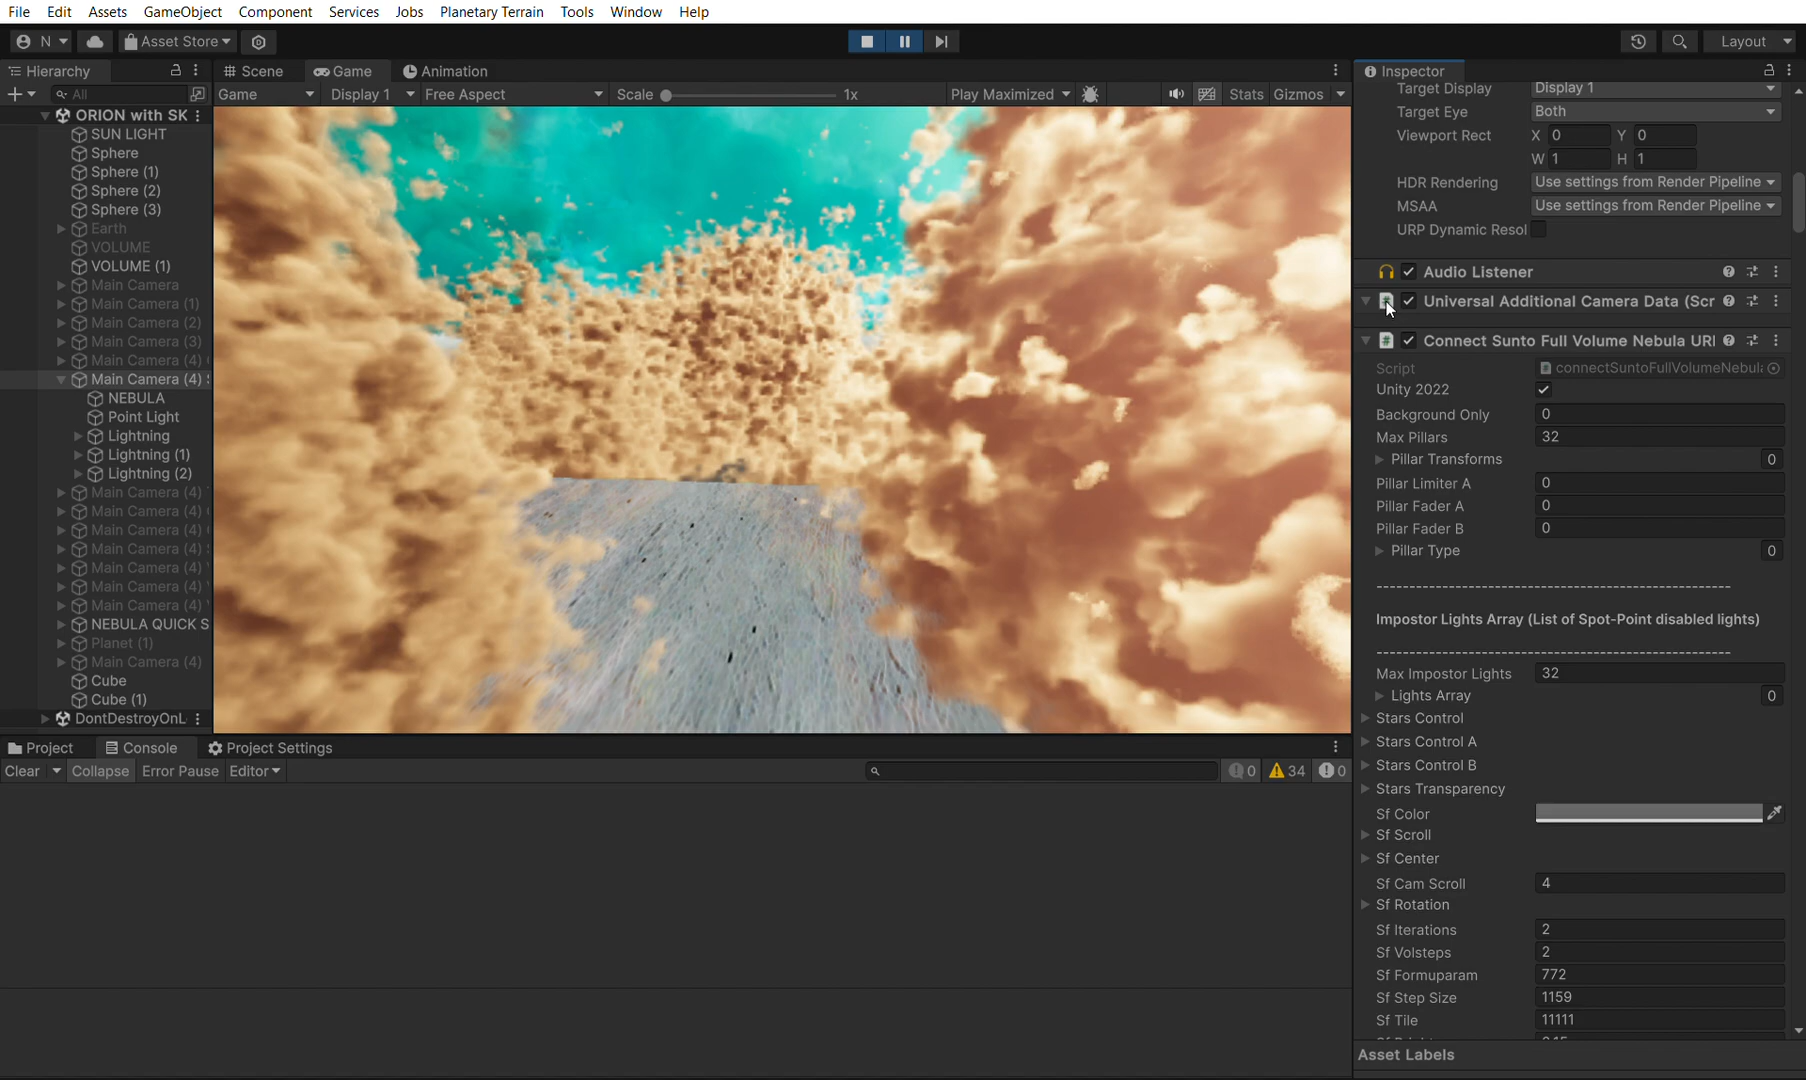 File Edit Assets GameObject Component Services Jobs Planetary Terrain Tools Window Help
N Asset Store Layout
Hierarchy Scene Game Animation Inspector
All Game Display 1 Free Aspect Scale 1x Play Maximized Stats Gizmos
ORION with SK
SUN LIGHT
Sphere
Sphere (1)
Sphere (2)
Sphere (3)
Earth
VOLUME
VOLUME (1)
Main Camera
Main Camera (1)
Main Camera (2)
Main Camera (3)
Main Camera (4)
Main Camera (4)
NEBULA
Point Light
Lightning
Lightning (1)
Lightning (2)
Main Camera (4)
Main Camera (4)
Main Camera (4)
Main Camera (4)
Main Camera (4)
Main Camera (4)
Main Camera (4)
NEBULA QUICK S
Planet (1)
Main Camera (4)
Cube
Cube (1)
DontDestroyOnL
Project Console Project Settings
Clear Collapse Error Pause Editor 0 34 0
Target Display Display 1
Target Eye Both
Viewport Rect X 0 Y 0
W 1 H 1
HDR Rendering Use settings from Render Pipeline
MSAA Use settings from Render Pipeline
URP Dynamic Resol
Audio Listener
# Universal Additional Camera Data (Scr
# Connect Sunto Full Volume Nebula URI
Script connectSuntoFullVolumeNebul
Unity 2022
Background Only 0
Max Pillars 32
Pillar Transforms 0
Pillar Limiter A 0
Pillar Fader A 0
Pillar Fader B 0
Pillar Type 0
------------------------------------------------------
Impostor Lights Array (List of Spot-Point disabled lights)
------------------------------------------------------
Max Impostor Lights 32
Lights Array 0
Stars Control
Stars Control A
Stars Control B
Stars Transparency
Sf Color
Sf Scroll
Sf Center
Sf Cam Scroll 4
Sf Rotation
Sf Iterations 2
Sf Volsteps 2
Sf Formuparam 772
Sf Step Size 1159
Sf Tile 11111
Asset Labels